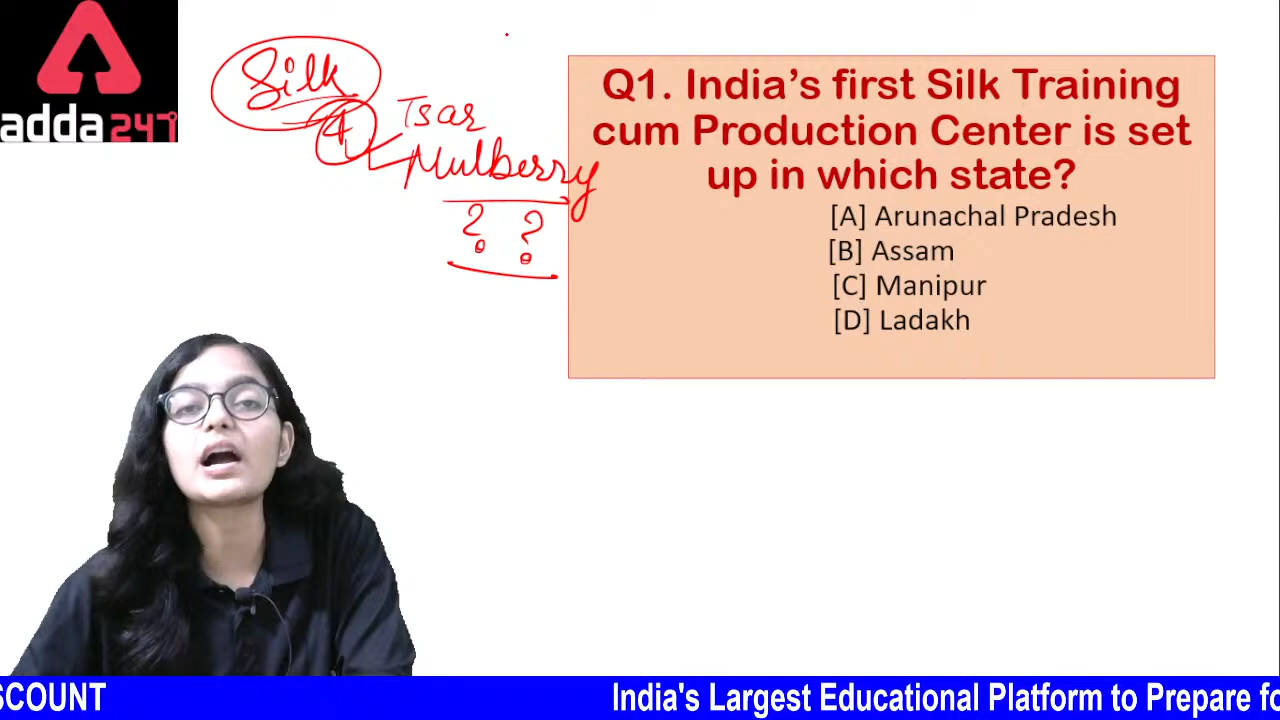 adda247
Silk
4
Tsar
Mulberry
? ?
Q1. India's first Silk Training
cum Production Center is set
up in which state?
[A] Arunachal Pradesh
[B] Assam
[C] Manipur
[D] Ladakh
SCOUNT India's Largest Educational Platform to Prepare fo